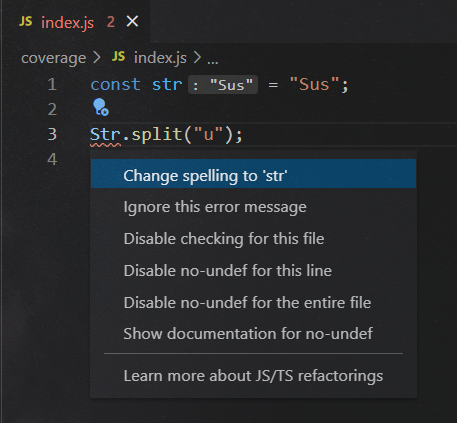 JS index.js 2 ×
coverage > JS index.js > ...
1 const str : "Sus" = "Sus";
2
3 Str.split("u");
4
Change spelling to 'str'
Ignore this error message
Disable checking for this file
Disable no-undef for this line
Disable no-undef for the entire file
Show documentation for no-undef
Learn more about JS/TS refactorings